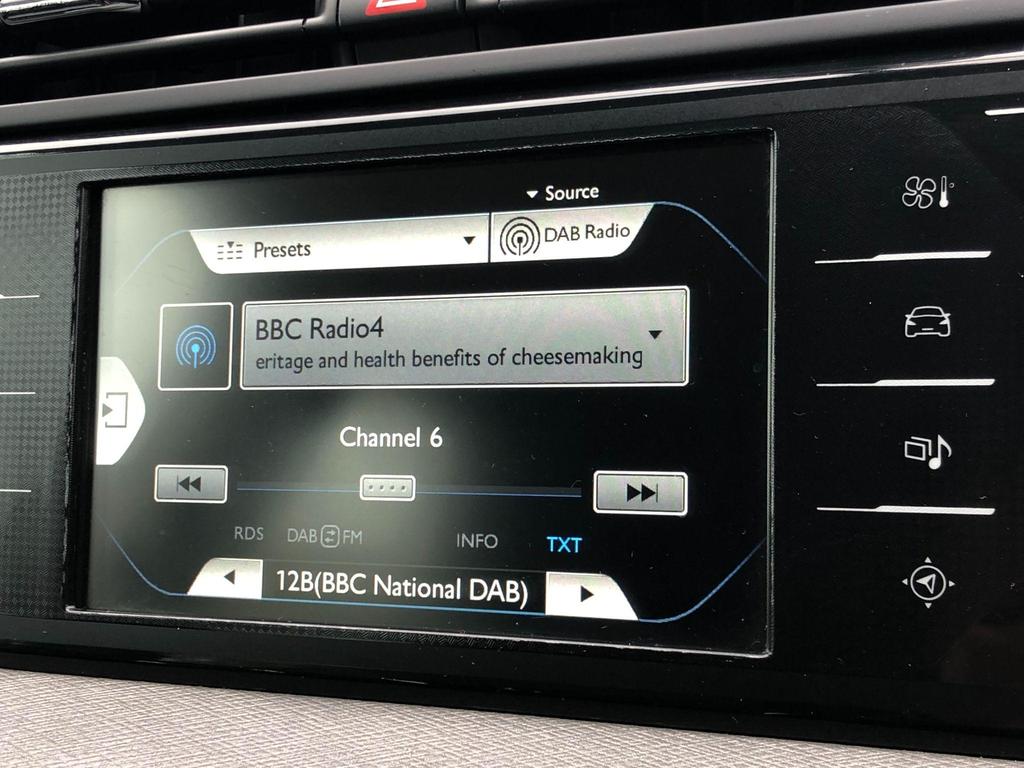 Source
Presets
DAB Radio
BBC Radio4
eritage and health benefits of cheesemaking
Channel 6
RDS DAB FM INFO TXT
12B(BBC National DAB)